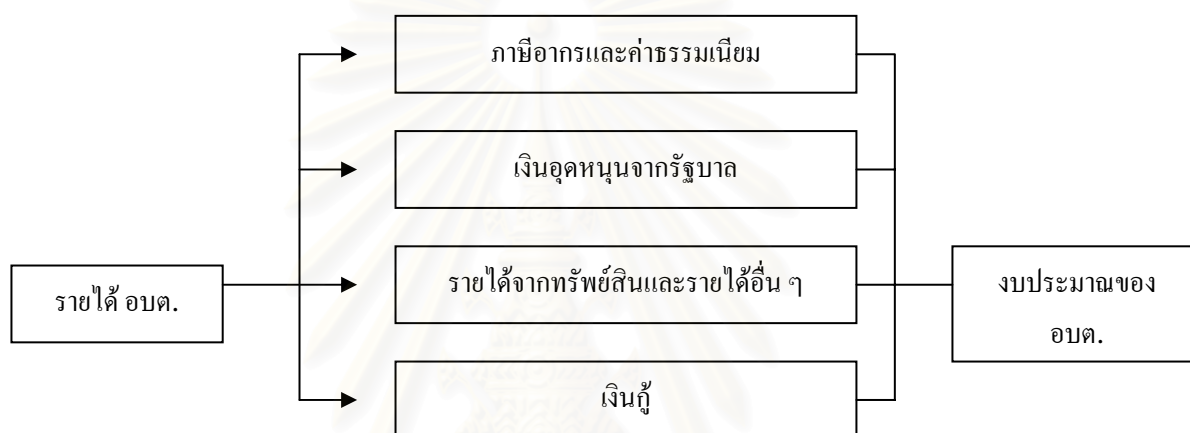 ภาษีอากรและค่าธรรมเนียม
เงินอุดหนุนจากรัฐบาล
รายได้ อบต.
รายได้จากทรัพย์สินและรายได้อื่น ๆ
งบประมาณของ
อบต.
เงินกู้